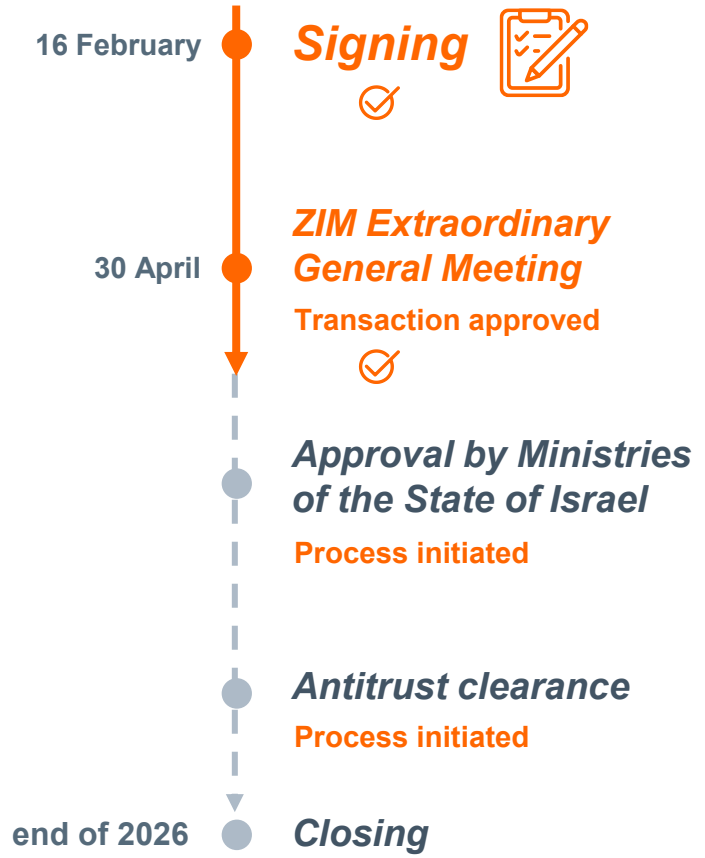 16 February
Signing
30 April
ZIM Extraordinary
General Meeting
Transaction approved
Approval by Ministries
of the State of Israel
Process initiated
Antitrust clearance
Process initiated
end of 2026
Closing